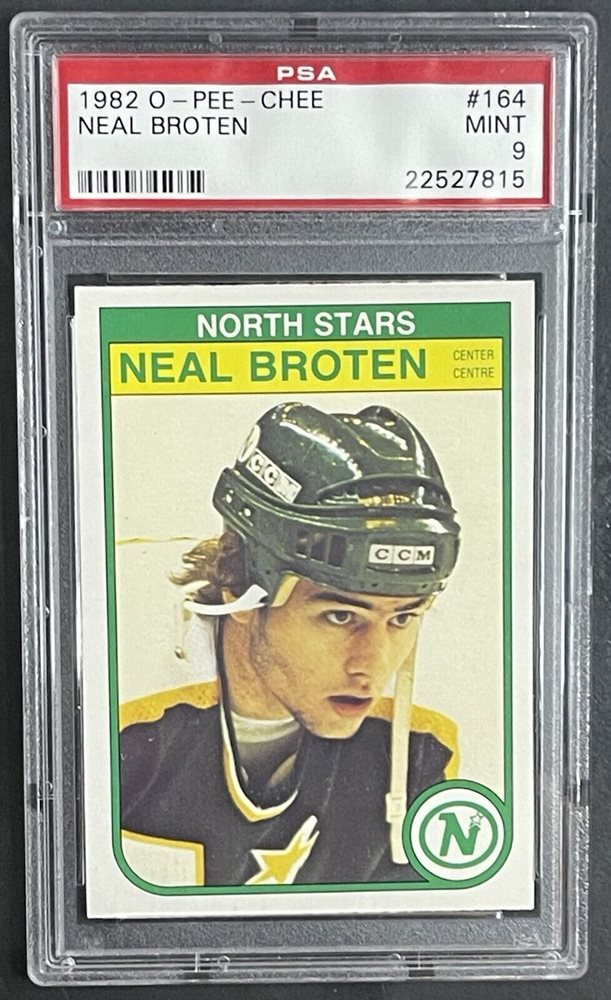 PSA
1982 O-PEE-CHEE #164
NEAL BROTEN MINT
9
22527815
NORTH STARS
NEAL BROTEN CENTER
CENTRE
CCM
CCM
N